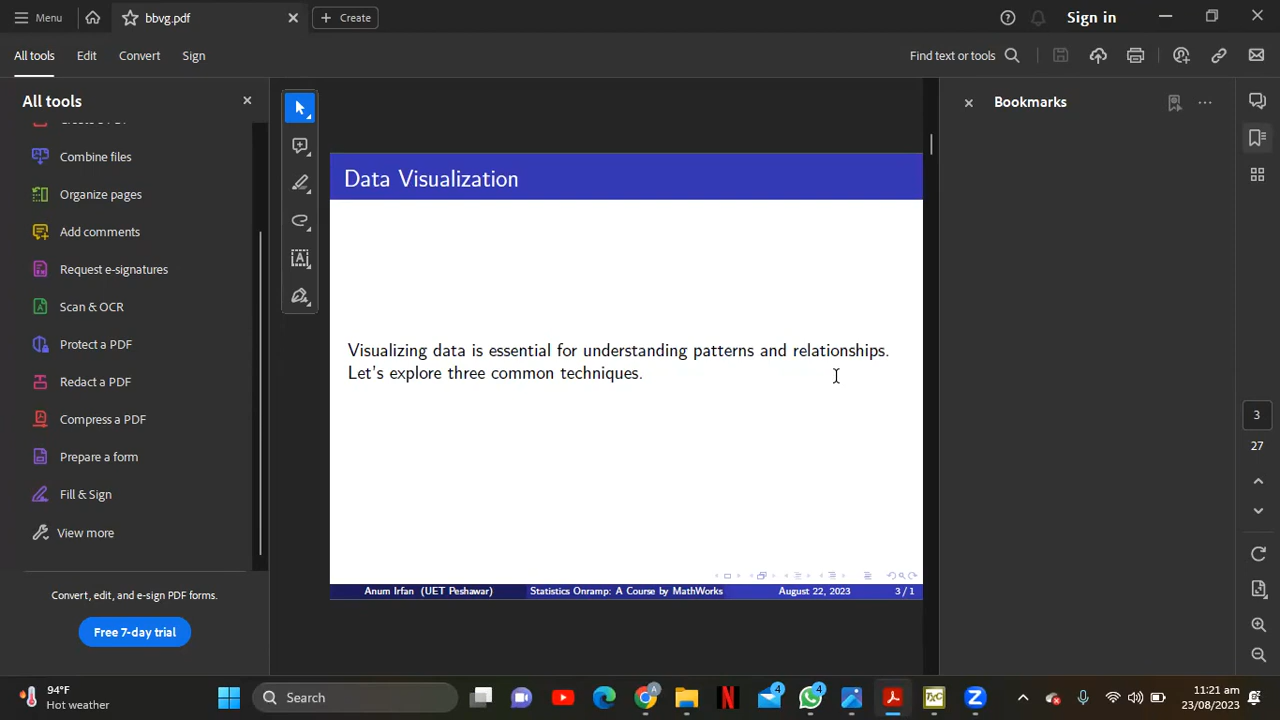 Menu
bbvg.pdf
Create
Sign in
All tools
Edit
Convert
Sign
Find text or tools
All tools
Bookmarks
Combine files
Organize pages
Add comments
Request e-signatures
Scan & OCR
Protect a PDF
Redact a PDF
Compress a PDF
Prepare a form
Fill & Sign
View more
Convert, edit, and e-sign PDF forms.
Free 7-day trial
Data Visualization
Visualizing data is essential for understanding patterns and relationships.
Let's explore three common techniques.
Anum Irfan (UET Peshawar)
Statistics Onramp: A Course by MathWorks
August 22, 2023
3 / 1
3
27
94°F
Hot weather
Search
4
4
11:21 am
23/08/2023